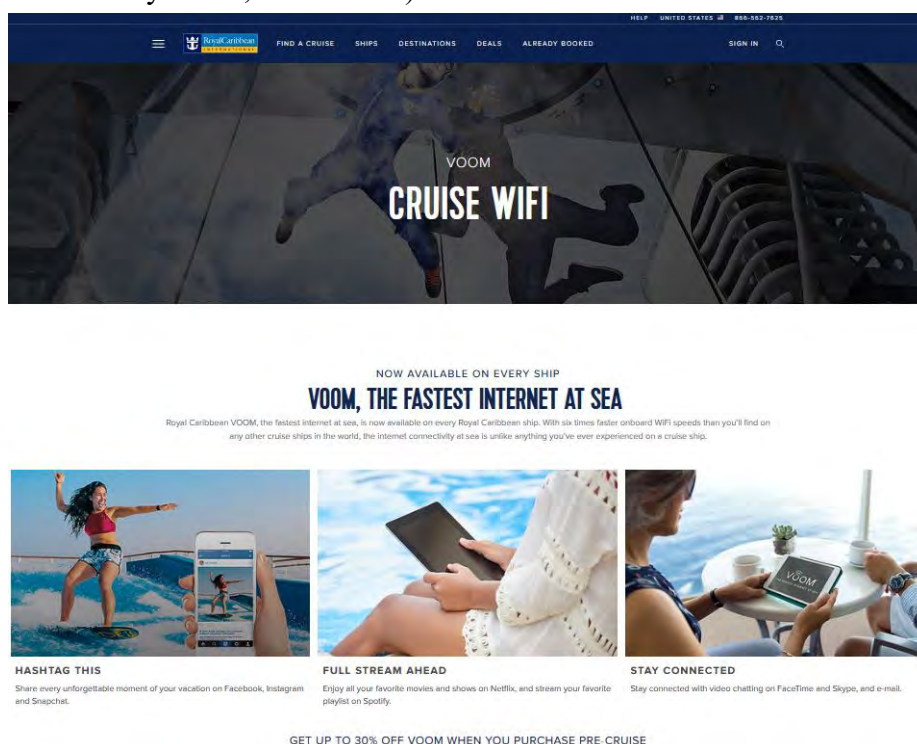 HELP UNITED STATES 866-562-7625
RoyalCaribbean FIND A CRUISE SHIPS DESTINATIONS DEALS ALREADY BOOKED SIGN IN
INTERNATIONAL
VOOM
CRUISE WIFI
NOW AVAILABLE ON EVERY SHIP
VOOM, THE FASTEST INTERNET AT SEA
Royal Caribbean VOOM, the fastest internet at sea, is now available on every Royal Caribbean ship. With six times faster onboard WiFi speeds than you'll find on
any other cruise ships in the world, the internet connectivity at sea is unlike anything you've ever experienced on a cruise ship.
VOOM
HASHTAG THIS
Share every unforgettable moment of your vacation on Facebook, Instagram
and Snapchat.
FULL STREAM AHEAD
Enjoy all your favorite movies and shows on Netflix, and stream your favorite
playlist on Spotify.
STAY CONNECTED
Stay connected with video chatting on FaceTime and Skype, and e-mail.
GET UP TO 30% OFF VOOM WHEN YOU PURCHASE PRE-CRUISE